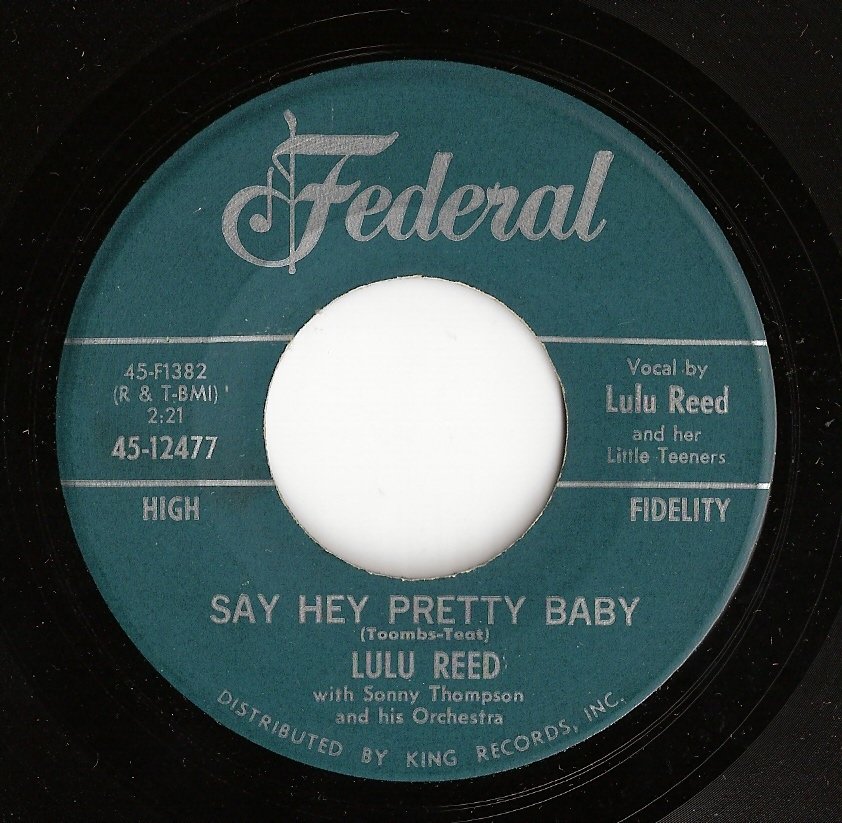 Federal
45-F1382
(R & T-BMI)
2:21
45-12477
Vocal by
Lulu Reed
and her
Little Teeners
HIGH FIDELITY
SAY HEY PRETTY BABY
(Toombs-Teat)
LULU REED
with Sonny Thompson
and his Orchestra
DISTRIBUTED BY KING RECORDS, INC.